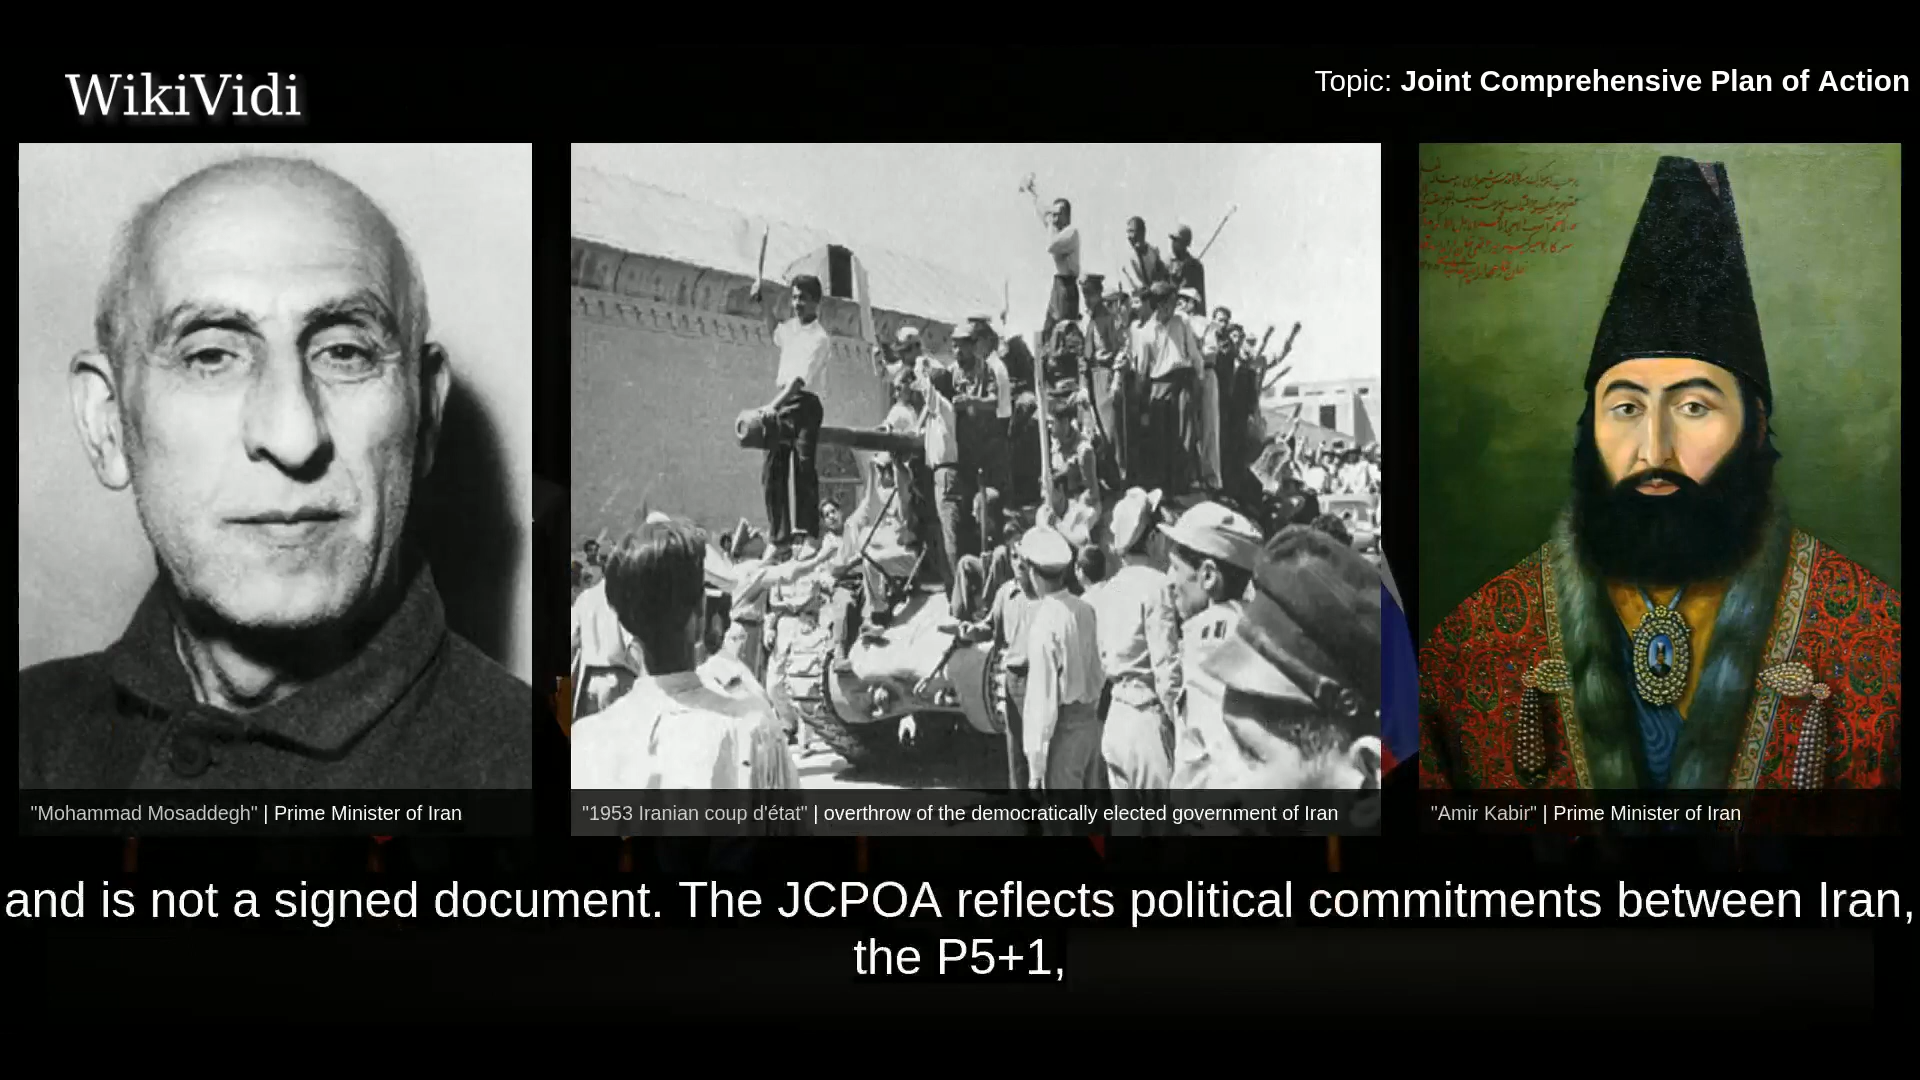 WikiVidi
Topic: Joint Comprehensive Plan of Action
"Mohammad Mosaddegh" | Prime Minister of Iran
"1953 Iranian coup d'état" | overthrow of the democratically elected government of Iran
"Amir Kabir" | Prime Minister of Iran
and is not a signed document. The JCPOA reflects political commitments between Iran,
the P5+1,